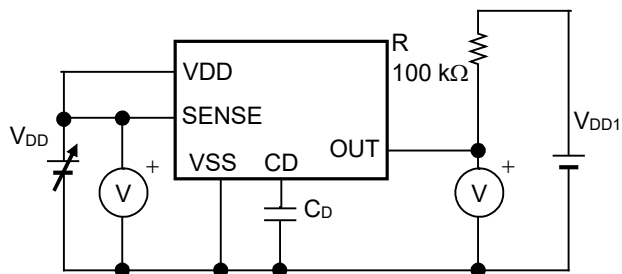 R
100 kΩ
VDD
SENSE
VDD
VDD1
OUT
VSS CD
+
V
+
V
CD